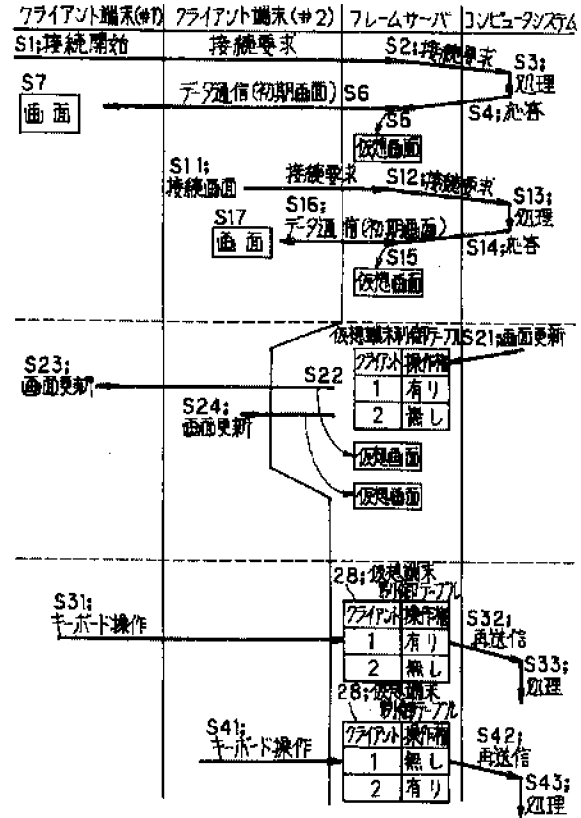 クライアント端末(#1) クライアント端末(#2) フレームサーバ コンピュータシステム
S1;接続開始 接続要求 S2;接続要求 S3;
処理
S7 データ通信(初期画面) S6
画面 S4;応答
S5
仮想画面
S11; 接続要求 S12;接続要求 S13;
接続画面 処理
S16;
S17 データ通信(初期画面)
画面 S14;応答
S15
仮想画面
仮想端末制御テーブル S21;画面更新
クライアント 操作権
S23; S22 1 有り
画面更新
S24; 2 無し
画面更新
仮想画面
仮想画面
28;仮想端末
制御テーブル
S31; クライアント 操作権 S32;
キーボード操作 1 有り 再送信
2 無し S33;
処理
28;仮想端末
制御テーブル
S41; クライアント 操作権 S42;
キーボード操作 1 無し 再送信
2 有り S43;
処理